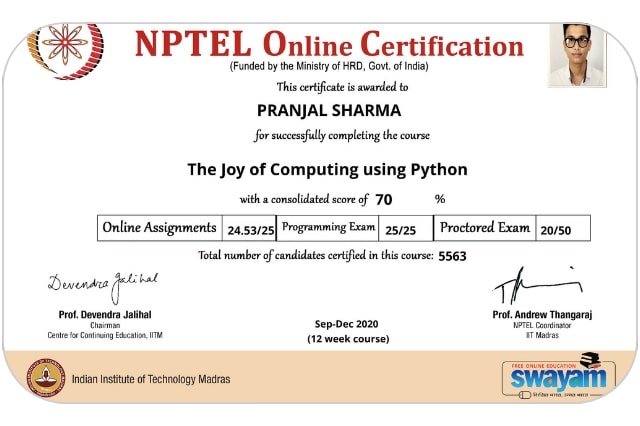 NPTEL Online Certification
(Funded by the Ministry of HRD, Govt. of India)
This certificate is awarded to
PRANJAL SHARMA
for successfully completing the course
The Joy of Computing using Python
with a consolidated score of 70 %
Online Assignments 24.53/25 Programming Exam 25/25 Proctored Exam 20/50
Total number of candidates certified in this course: 5563
Devendra Jalihal
Prof. Devendra Jalihal
Chairman
Centre for Continuing Education, IITM
Sep-Dec 2020
(12 week course)
Prof. Andrew Thangaraj
NPTEL Coordinator
IIT Madras
Indian Institute of Technology Madras
FREE ONLINE EDUCATION
swayam
शिक्षित भारत, उन्नत भारत